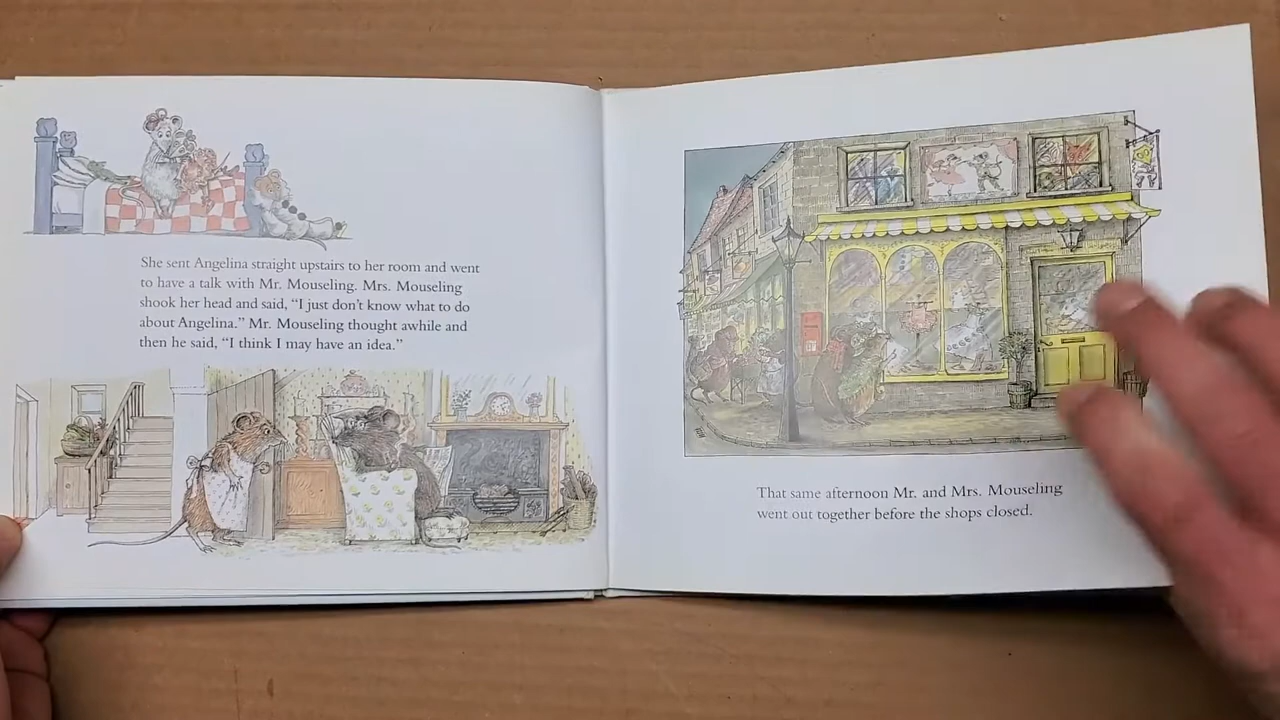 She sent Angelina straight upstairs to her room and went
to have a talk with Mr. Mouseling. Mrs. Mouseling
shook her head and said, “I just don’t know what to do
about Angelina.” Mr. Mouseling thought awhile and
then he said, “I think I may have an idea.”
That same afternoon Mr. and Mrs. Mouseling
went out together before the shops closed.